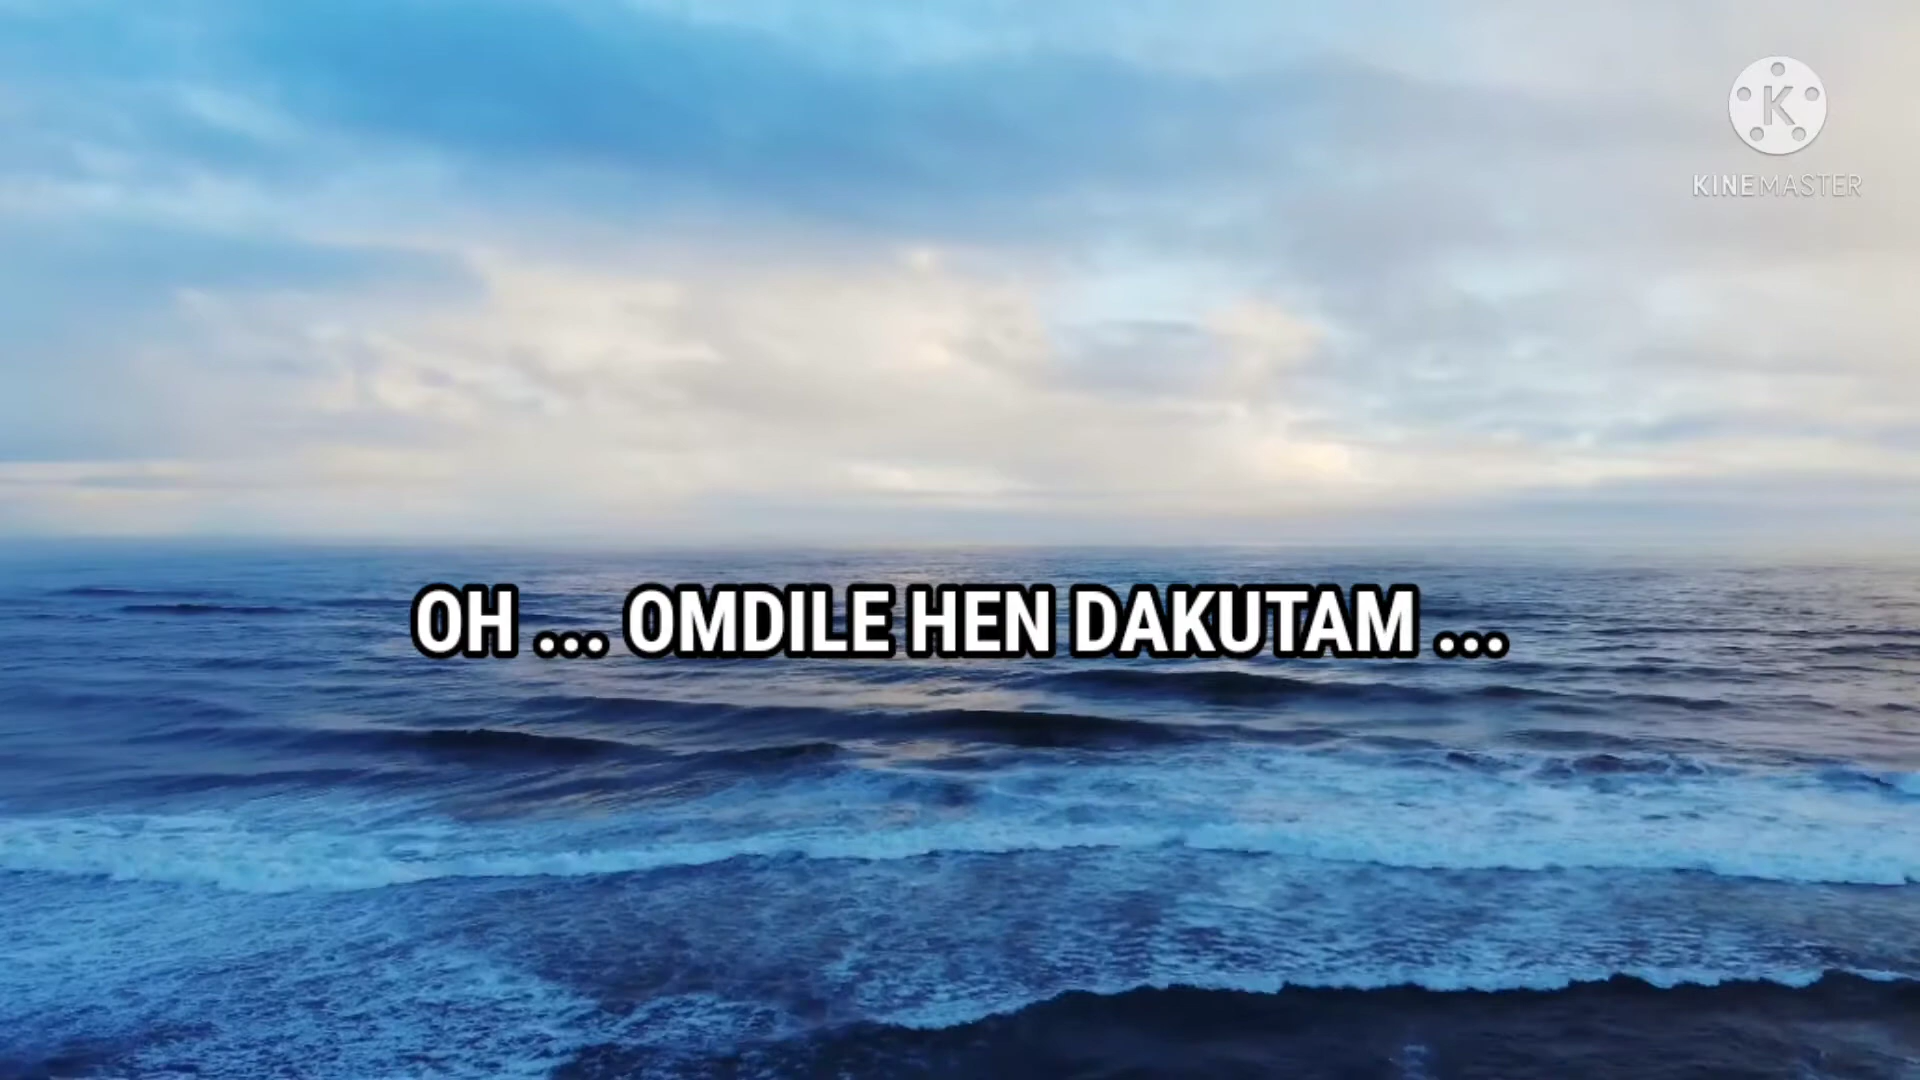 K
KINEMASTER
OH ... OMDILE HEN DAKUTAM ...